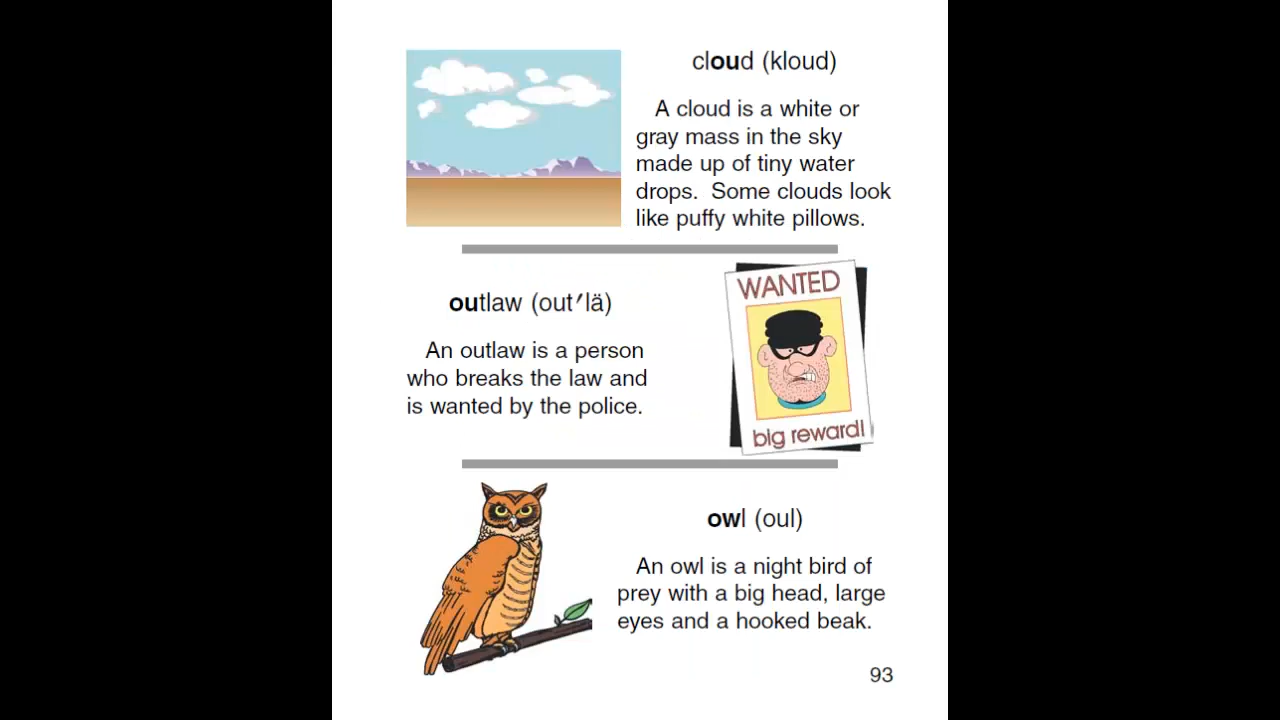 cloud (kloud)
A cloud is a white or
gray mass in the sky
made up of tiny water
drops. Some clouds look
like puffy white pillows.
outlaw (out′lä)
An outlaw is a person
who breaks the law and
is wanted by the police.
WANTED
big reward!
owl (oul)
An owl is a night bird of
prey with a big head, large
eyes and a hooked beak.
93